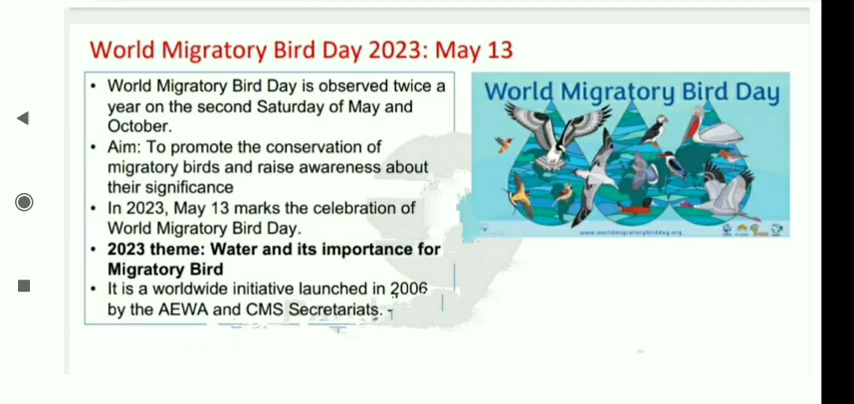 World Migratory Bird Day 2023: May 13
• World Migratory Bird Day is observed twice a
year on the second Saturday of May and
October.
• Aim: To promote the conservation of
migratory birds and raise awareness about
their significance
• In 2023, May 13 marks the celebration of
World Migratory Bird Day.
• 2023 theme: Water and its importance for
Migratory Bird
• It is a worldwide initiative launched in 2006
by the AEWA and CMS Secretariats.
World Migratory Bird Day
www.worldmigratorybirdday.org